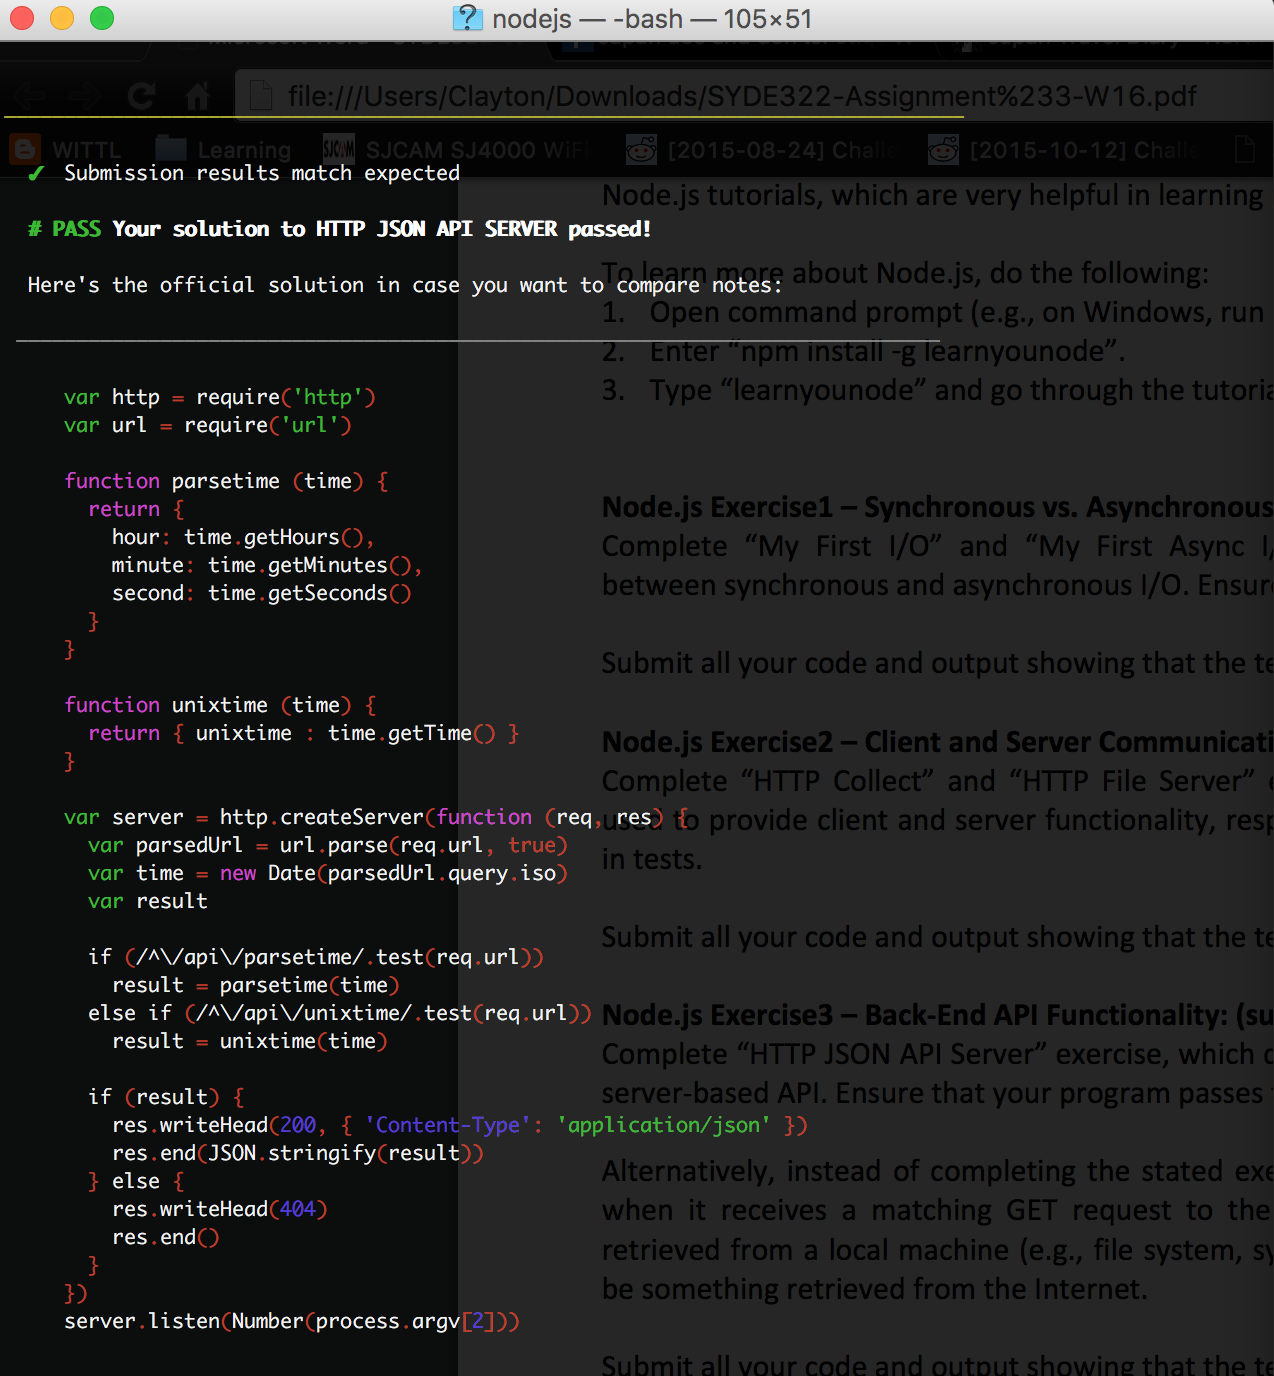 nodejs — -bash — 105×51
file:///Users/Clayton/Downloads/SYDE322-Assignment%233-W16.pdf
WITTL
Learning
SJCAM
SJCAM SJ4000 WiFi
[2015-08-24] Challe
[2015-10-12] Challe
✓ Submission results match expected
# PASS Your solution to HTTP JSON API SERVER passed!
Here's the official solution in case you want to compare notes:
var http = require('http')
var url = require('url')
function parsetime (time) {
return {
hour: time.getHours(),
minute: time.getMinutes(),
second: time.getSeconds()
}
}
function unixtime (time) {
return { unixtime : time.getTime() }
}
var server = http.createServer(function (req, res) {
var parsedUrl = url.parse(req.url, true)
var time = new Date(parsedUrl.query.iso)
var result
if (/^\/api\/parsetime/.test(req.url))
result = parsetime(time)
else if (/^\/api\/unixtime/.test(req.url))
result = unixtime(time)
if (result) {
res.writeHead(200, { 'Content-Type': 'application/json' })
res.end(JSON.stringify(result))
} else {
res.writeHead(404)
res.end()
}
})
server.listen(Number(process.argv[2]))
Node.js tutorials, which are very helpful in learning
To learn more about Node.js, do the following:
1. Open command prompt (e.g., on Windows, run
2. Enter “npm install -g learnyounode”.
3. Type “learnyounode” and go through the tutoria
Node.js Exercise1 – Synchronous vs. Asynchronous
Complete “My First I/O” and “My First Async I/
between synchronous and asynchronous I/O. Ensure
Submit all your code and output showing that the te
Node.js Exercise2 – Client and Server Communicati
Complete “HTTP Collect” and “HTTP File Server” e
used to provide client and server functionality, resp
in tests.
Submit all your code and output showing that the te
Node.js Exercise3 – Back-End API Functionality: (su
Complete “HTTP JSON API Server” exercise, which
server-based API. Ensure that your program passes
Alternatively, instead of completing the stated exe
when it receives a matching GET request to the
retrieved from a local machine (e.g., file system, sy
be something retrieved from the Internet.
Submit all your code and output showing that the te